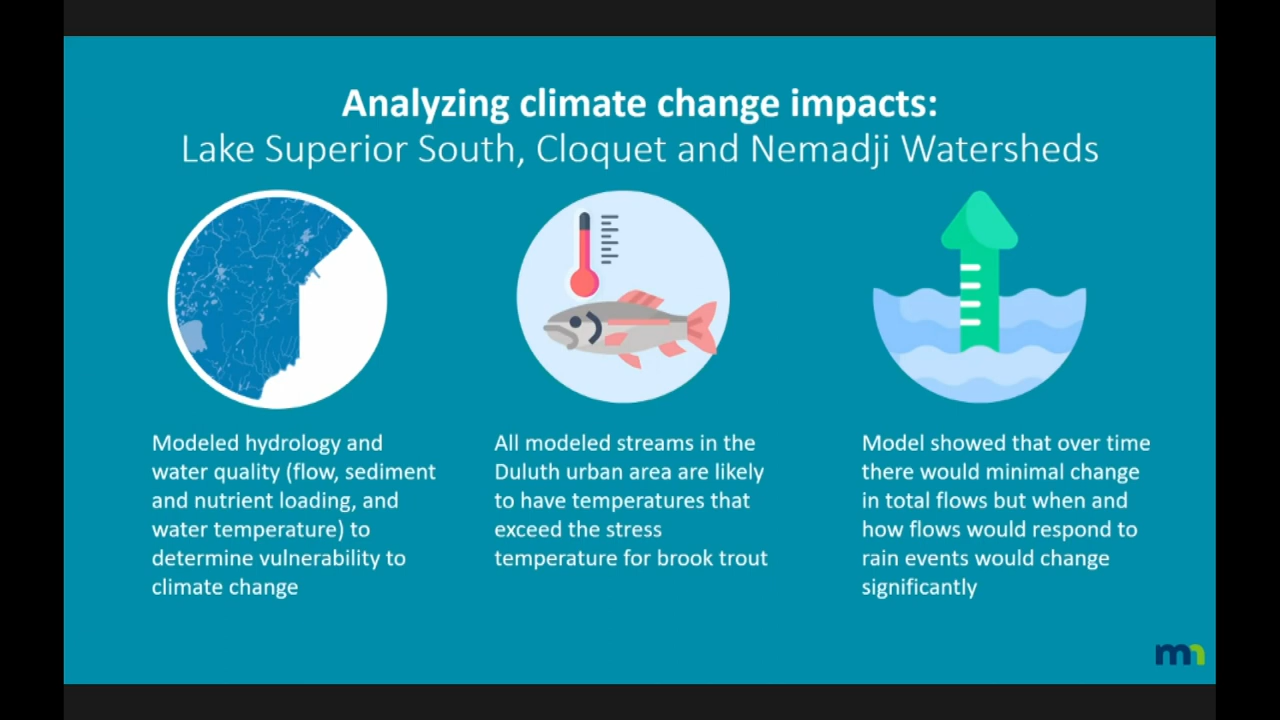 Analyzing climate change impacts:
Lake Superior South, Cloquet and Nemadji Watersheds
Modeled hydrology and
water quality (flow, sediment
and nutrient loading, and
water temperature) to
determine vulnerability to
climate change
All modeled streams in the
Duluth urban area are likely
to have temperatures that
exceed the stress
temperature for brook trout
Model showed that over time
there would minimal change
in total flows but when and
how flows would respond to
rain events would change
significantly
mn